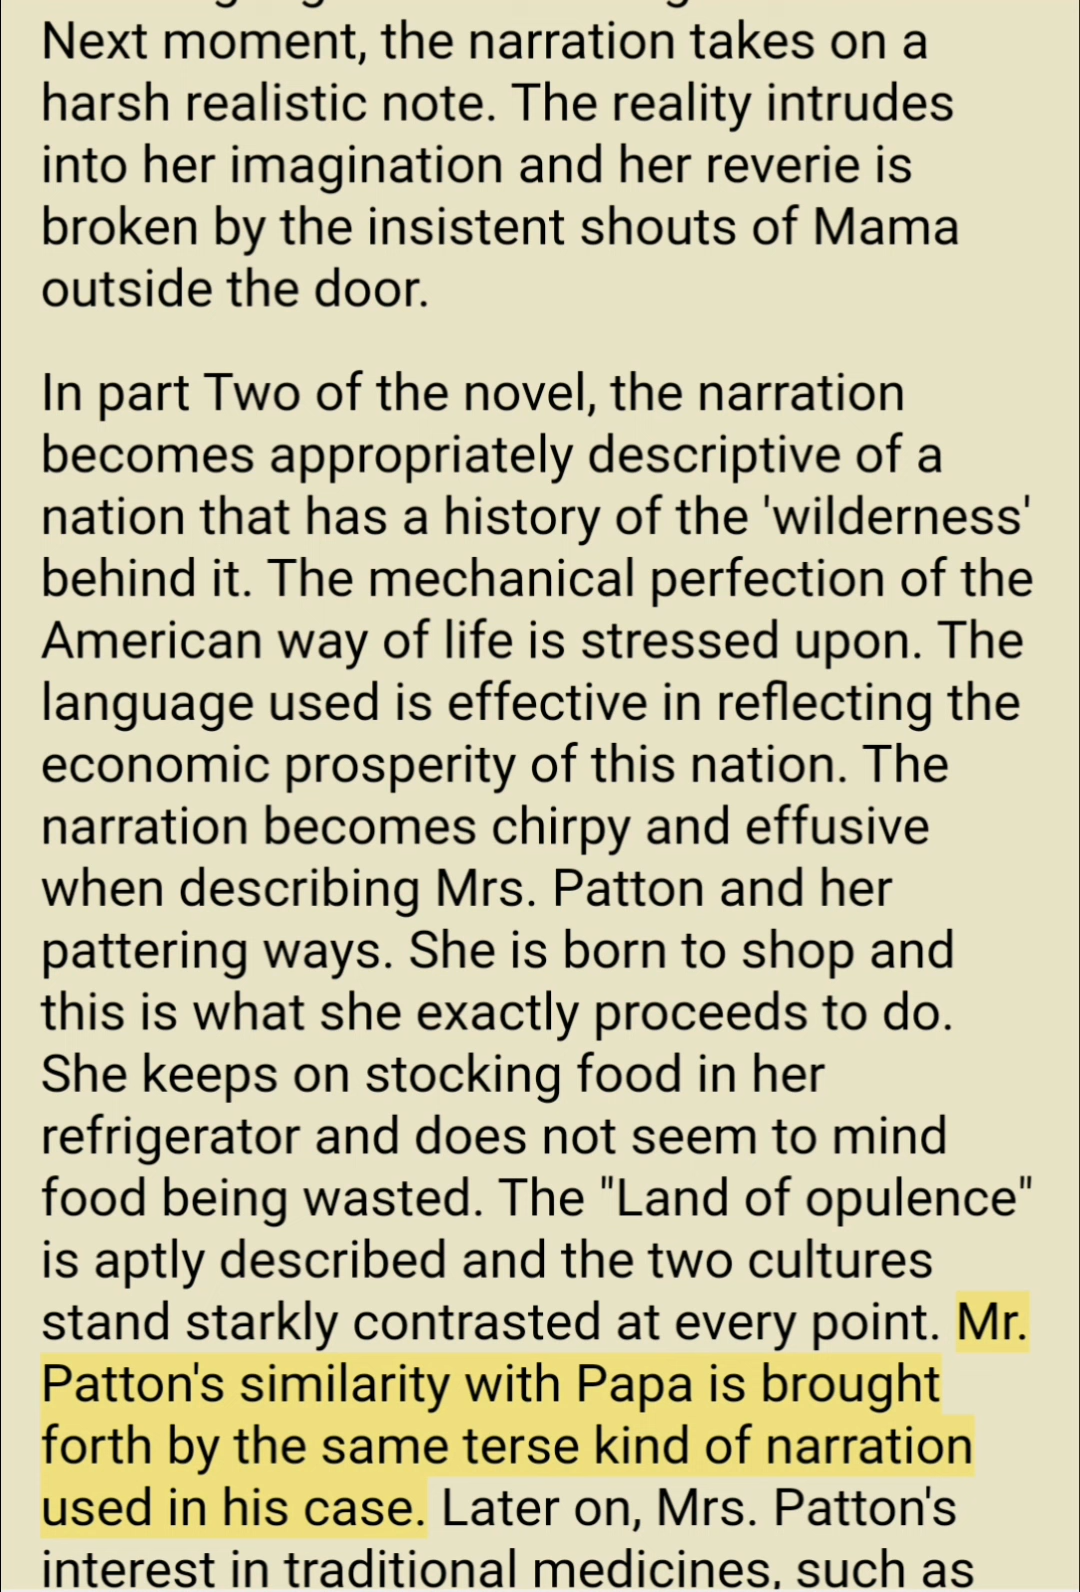 Next moment, the narration takes on a
harsh realistic note. The reality intrudes
into her imagination and her reverie is
broken by the insistent shouts of Mama
outside the door.
In part Two of the novel, the narration
becomes appropriately descriptive of a
nation that has a history of the 'wilderness'
behind it. The mechanical perfection of the
American way of life is stressed upon. The
language used is effective in reflecting the
economic prosperity of this nation. The
narration becomes chirpy and effusive
when describing Mrs. Patton and her
pattering ways. She is born to shop and
this is what she exactly proceeds to do.
She keeps on stocking food in her
refrigerator and does not seem to mind
food being wasted. The "Land of opulence"
is aptly described and the two cultures
stand starkly contrasted at every point. Mr.
Patton's similarity with Papa is brought
forth by the same terse kind of narration
used in his case. Later on, Mrs. Patton's
interest in traditional medicines, such as